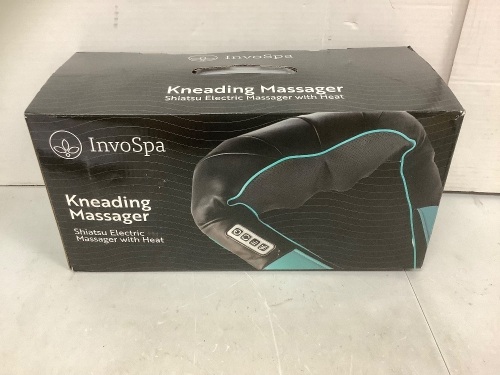 InvoSpa
Kneading Massager
Shiatsu Electric Massager with Heat
InvoSpa
Kneading
Massager
Shiatsu Electric
Massager with Heat